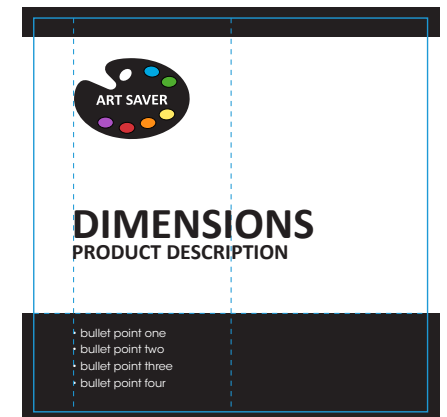 ART SAVER
DIMENSIONS
PRODUCT DESCRIPTION
• bullet point one
• bullet point two
• bullet point three
• bullet point four